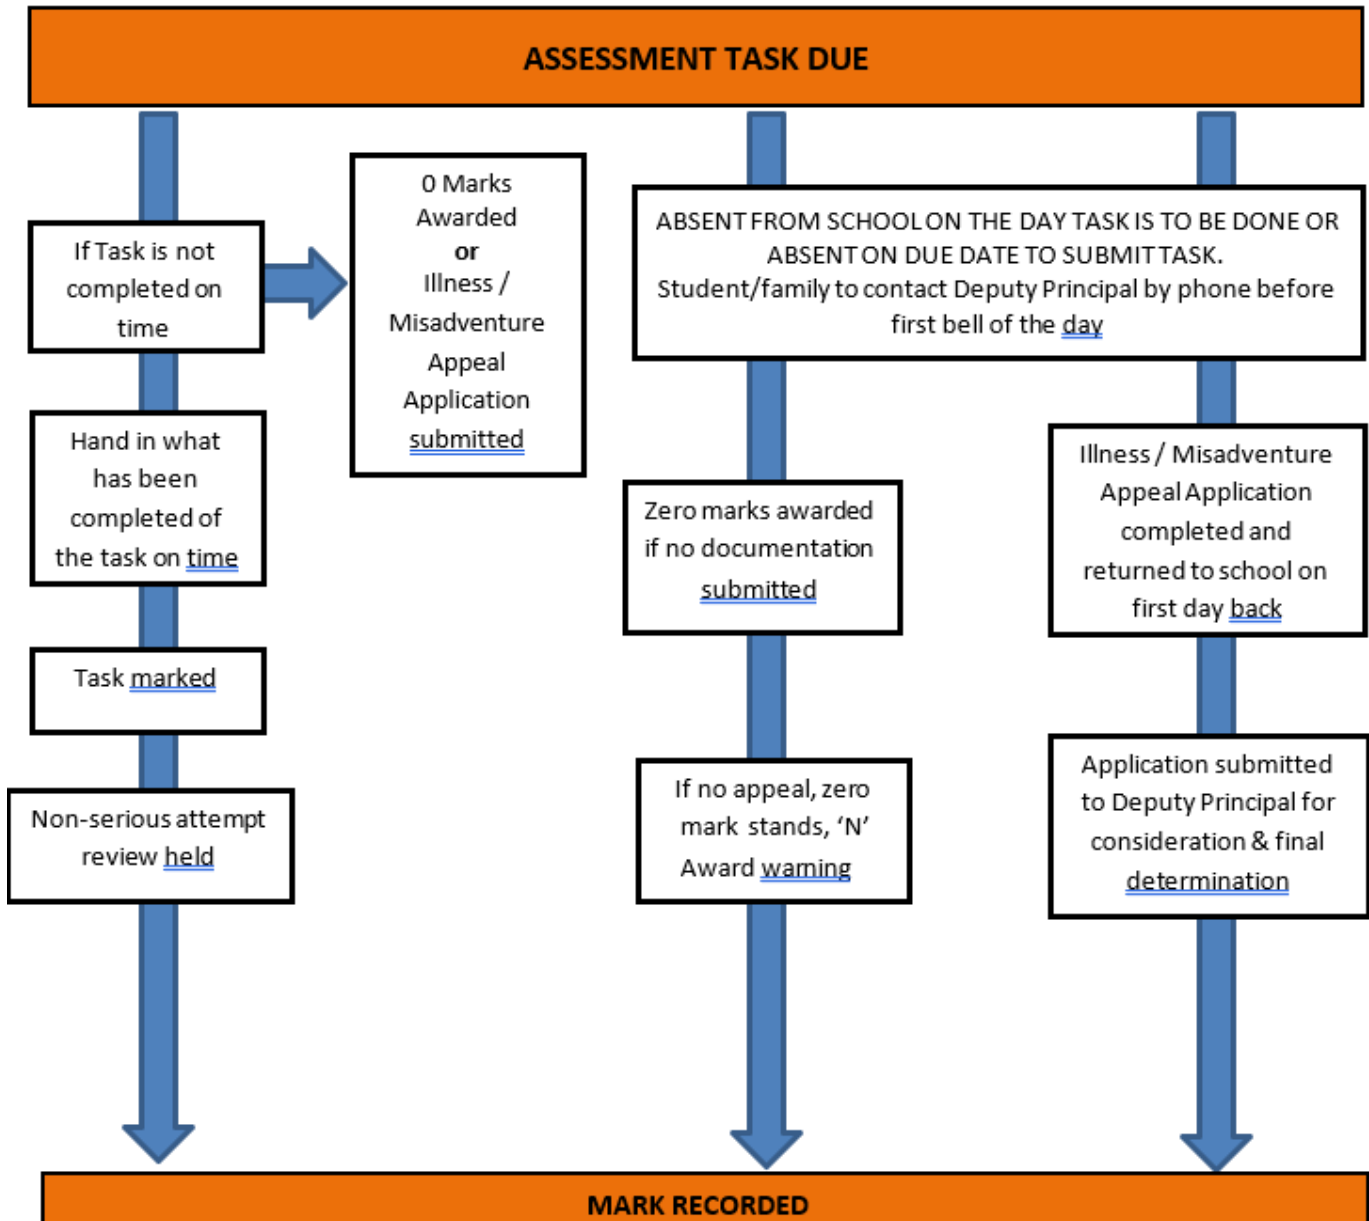 ASSESSMENT TASK DUE
If Task is not
completed on
time
0 Marks
Awarded
or
Illness /
Misadventure
Appeal
Application
submitted
ABSENT FROM SCHOOL ON THE DAY TASK IS TO BE DONE OR
ABSENT ON DUE DATE TO SUBMIT TASK.
Student/family to contact Deputy Principal by phone before
first bell of the day
Hand in what
has been
completed of
the task on time
Zero marks awarded
if no documentation
submitted
Illness / Misadventure
Appeal Application
completed and
returned to school on
first day back
Task marked
Non-serious attempt
review held
If no appeal, zero
mark stands, ‘N’
Award warning
Application submitted
to Deputy Principal for
consideration & final
determination
MARK RECORDED